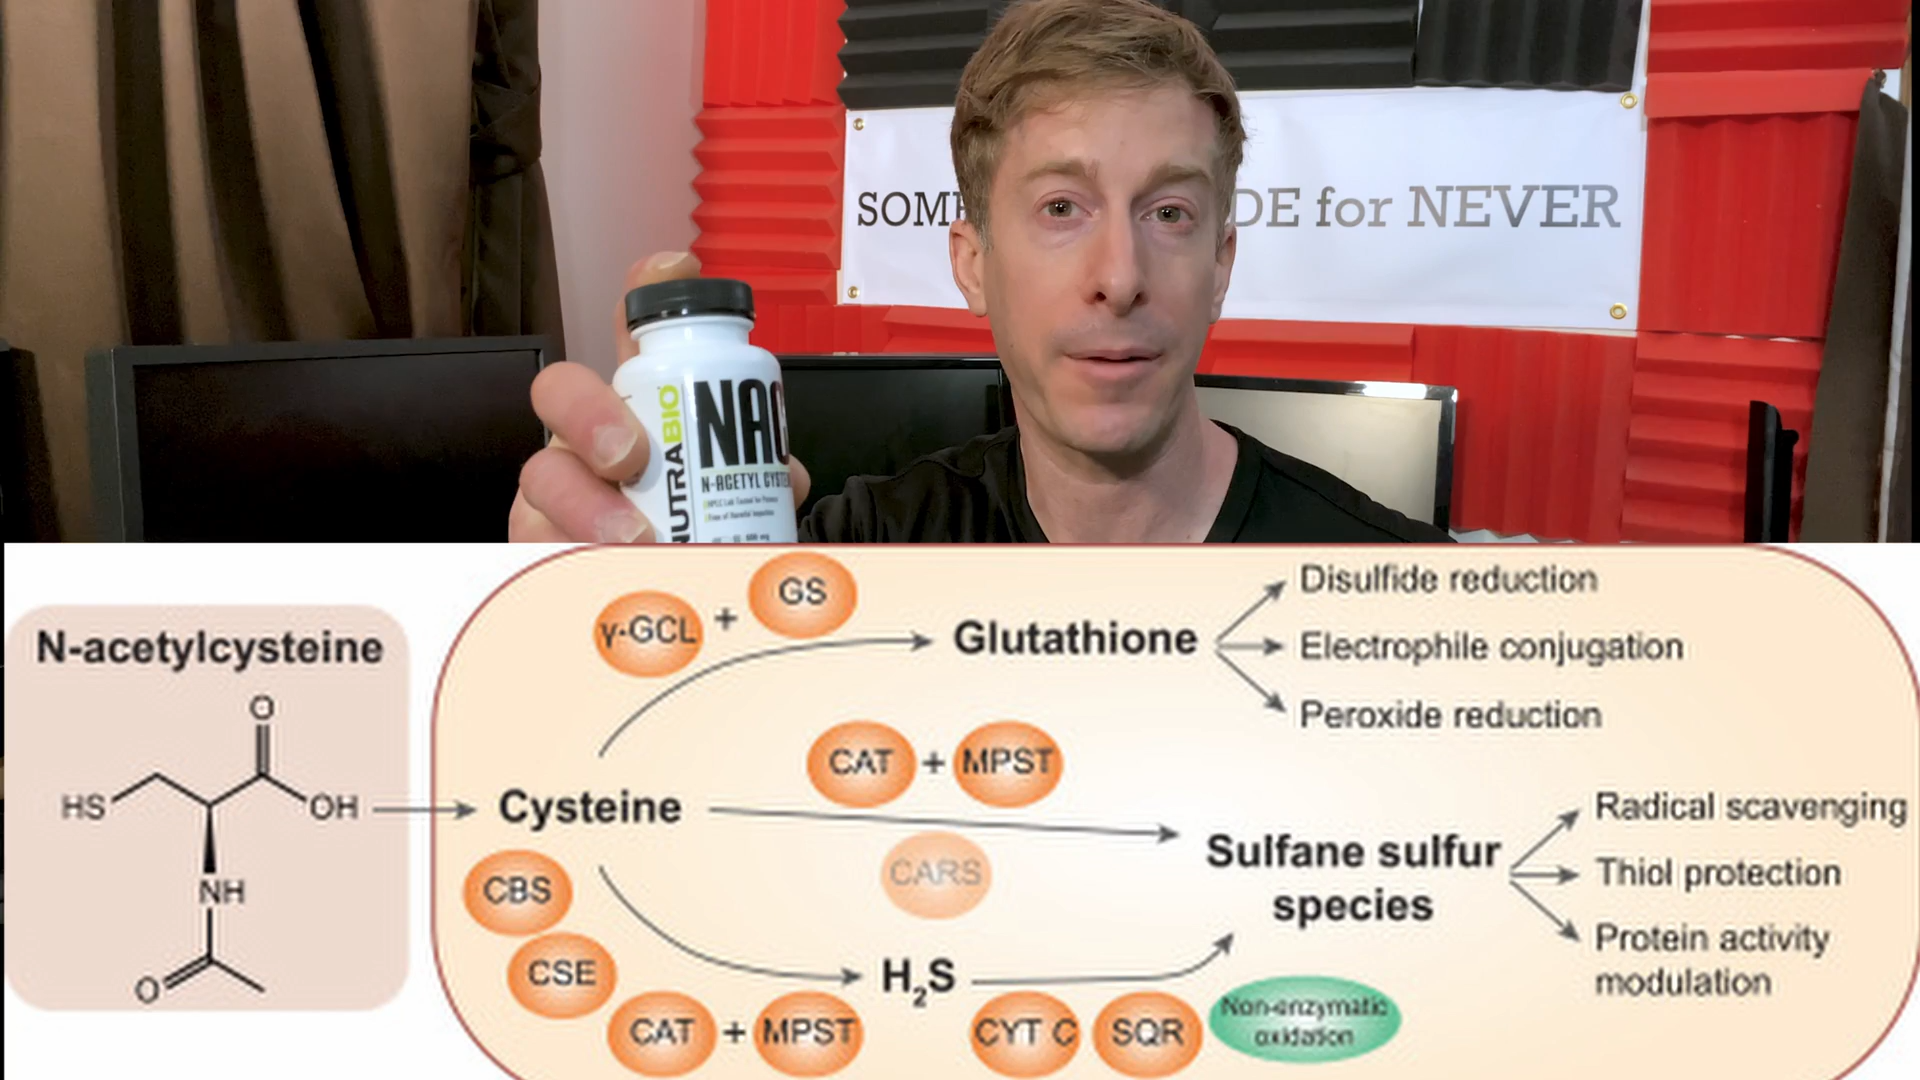 SOM
DE for NEVER
NUTRABIO
NAC
N-ACETYL CYSTE
γ-GCL + GS
Glutathione
Disulfide reduction
Electrophile conjugation
Peroxide reduction
N-acetylcysteine
O
HS
OH
NH
O
Cysteine
CAT + MPST
CARS
Sulfane sulfur
species
Radical scavenging
Thiol protection
Protein activity
modulation
CBS
CSE
CAT + MPST
H₂S
CYT C
SQR
Non-enzymatic
oxidation